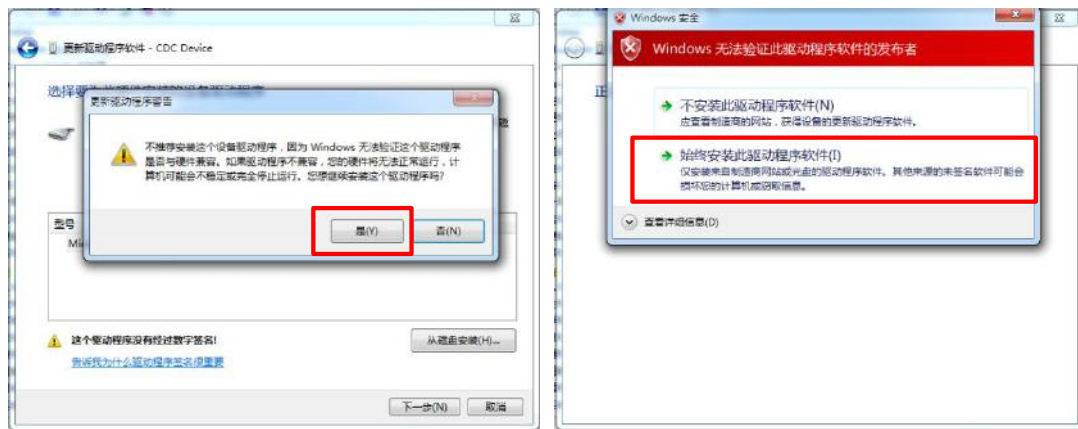 更新驱动程序软件 - CDC Device
更新驱动程序警告
不推荐安装这个设备驱动程序，因为 Windows 无法验证这个驱动程序
是否与硬件兼容。如果驱动程序不兼容，您的硬件将无法正常运行，计
算机可能会不稳定或完全停止运行。您想继续安装这个驱动程序吗?
是(Y)
否(N)
型号
这个驱动程序没有经过数字签名!
告诉我为什么驱动程序签名很重要
从磁盘安装(H)...
下一步(N)
取消
Windows 安全
Windows 无法验证此驱动程序软件的发布者
不安装此驱动程序软件(N)
应查看制造商的网站，获得设备的更新驱动程序软件。
始终安装此驱动程序软件(I)
仅安装来自制造商网站或光盘的驱动程序软件。其他来源的未签名软件可能会
损坏您的计算机或窃取信息。
查看详细信息(D)